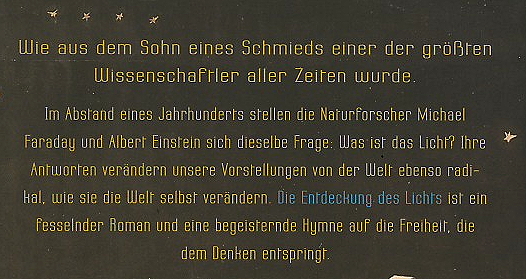 Wie aus dem Sohn eines Schmieds einer der größten
Wissenschaftler aller Zeiten wurde.
Im Abstand eines Jahrhunderts stellen die Naturforscher Michael
Faraday und Albert Einstein sich dieselbe Frage: Was ist das Licht? Ihre
Antworten verändern unsere Vorstellungen von der Welt ebenso radi-
kal, wie sie die Welt selbst verändern. Die Entdeckung des Lichts ist ein
fesselnder Roman und eine begeisternde Hymne auf die Freiheit, die
dem Denken entspringt.